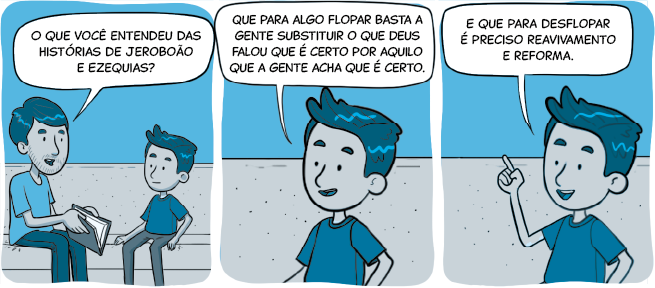 O QUE VOCÊ ENTENDEU DAS
HISTÓRIAS DE JEROBOÃO
E EZEQUIAS?
QUE PARA ALGO FLOPAR BASTA A
GENTE SUBSTITUIR O QUE DEUS
FALOU QUE É CERTO POR AQUILO
QUE A GENTE ACHA QUE É CERTO.
E QUE PARA DESFLOPAR
É PRECISO REAVIVAMENTO
E REFORMA.